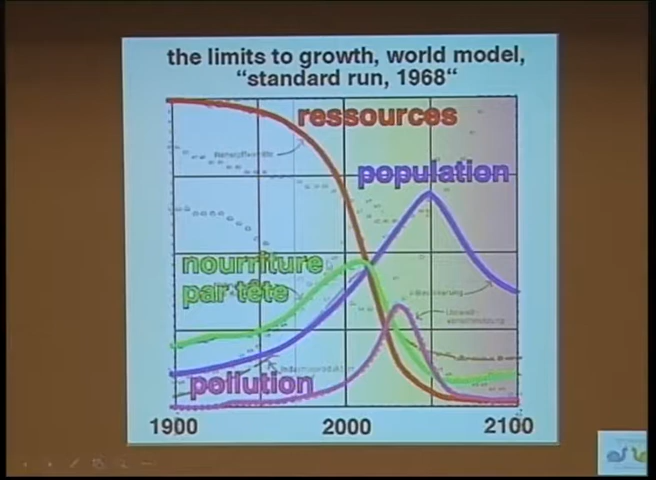 the limits to growth, world model,
"standard run, 1968"
ressources
population
nourriture
par tête
pollution
1900
2000
2100